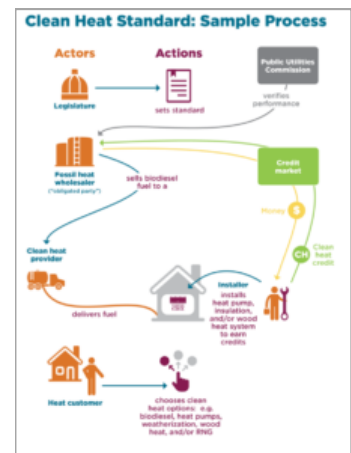 Clean Heat Standard: Sample Process
Actors
Actions
Public Utilities
Commission
Legislature
sets standard
verifies
performance
Fossil heat
wholesaler
("obligated party")
sells biodiesel
fuel to a
Credit
market
Money
$
Clean heat
provider
CH
Clean
heat
credit
delivers fuel
Installer
installs
heat pump,
insulation,
and/or wood
heat system
to earn
credits
Heat customer
chooses clean
heat options: e.g.
biodiesel, heat pumps,
weatherization, wood
heat, and/or RNG